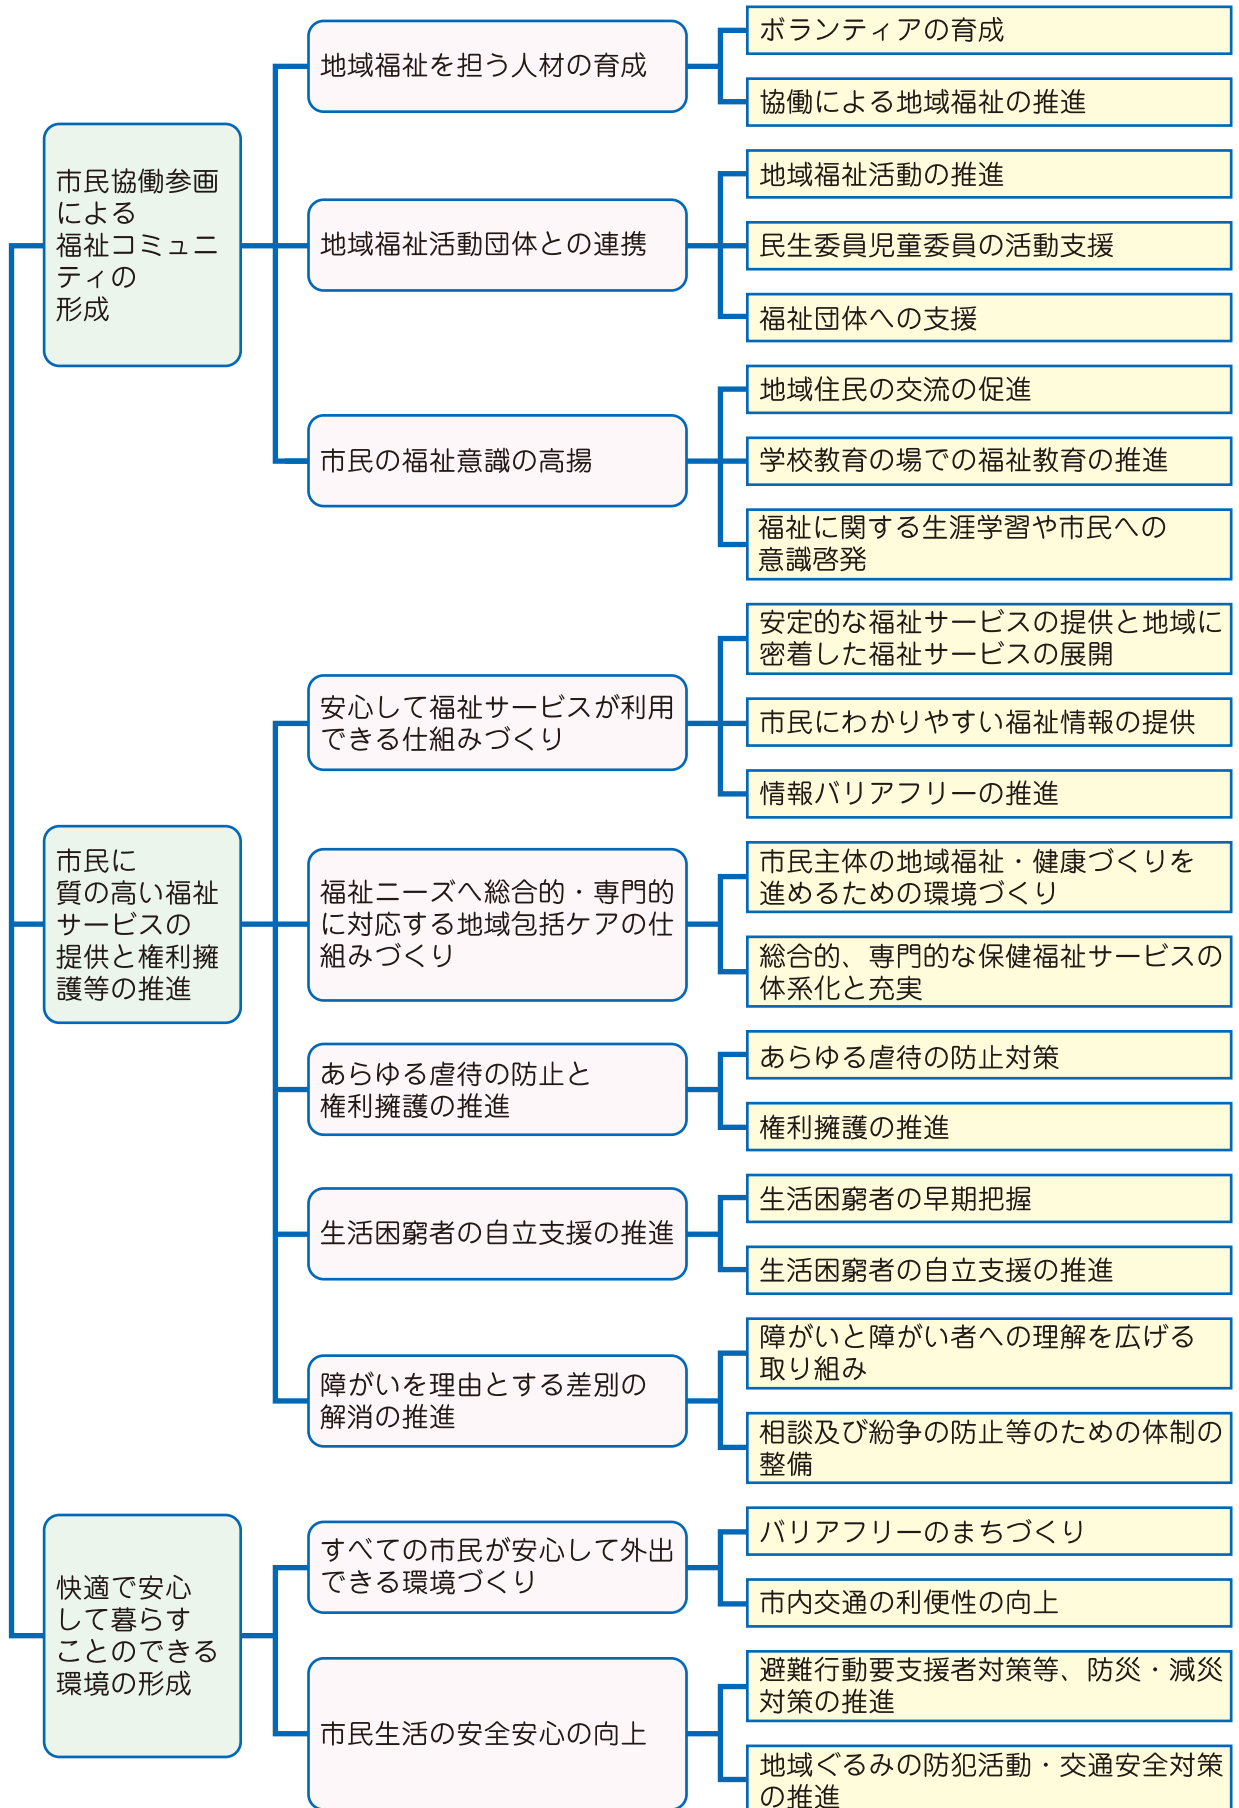 市民協働参画
による
福祉コミュニ
ティの
形成
地域福祉を担う人材の育成
ボランティアの育成
協働による地域福祉の推進
地域福祉活動団体との連携
地域福祉活動の推進
民生委員児童委員の活動支援
福祉団体への支援
市民の福祉意識の高揚
地域住民の交流の促進
学校教育の場での福祉教育の推進
福祉に関する生涯学習や市民への
意識啓発
市民に
質の高い福祉
サービスの
提供と権利擁
護等の推進
安心して福祉サービスが利用
できる仕組みづくり
安定的な福祉サービスの提供と地域に
密着した福祉サービスの展開
市民にわかりやすい福祉情報の提供
情報バリアフリーの推進
福祉ニーズへ総合的・専門的
に対応する地域包括ケアの仕
組みづくり
市民主体の地域福祉・健康づくりを
進めるための環境づくり
総合的、専門的な保健福祉サービスの
体系化と充実
あらゆる虐待の防止と
権利擁護の推進
あらゆる虐待の防止対策
権利擁護の推進
生活困窮者の自立支援の推進
生活困窮者の早期把握
生活困窮者の自立支援の推進
障がいを理由とする差別の
解消の推進
障がいと障がい者への理解を広げる
取り組み
相談及び紛争の防止等のための体制の
整備
快適で安心
して暮らす
ことのできる
環境の形成
すべての市民が安心して外出
できる環境づくり
バリアフリーのまちづくり
市内交通の利便性の向上
市民生活の安全安心の向上
避難行動要支援者対策等、防災・減災
対策の推進
地域ぐるみの防犯活動・交通安全対策
の推進